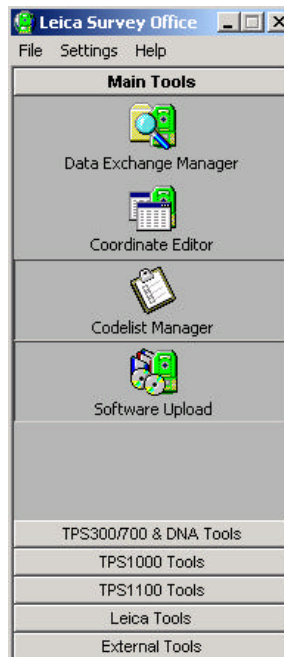 Leica Survey Office
File Settings Help
Main Tools
Data Exchange Manager
Coordinate Editor
Codelist Manager
Software Upload
TPS300/700 & DNA Tools
TPS1000 Tools
TPS1100 Tools
Leica Tools
External Tools